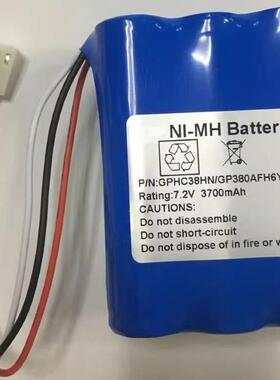 NI-MH Batter
P/N:GPHC38HN/GP380AFH6Y
Rating:7.2V 3700mAh
CAUTIONS:
Do not disassemble
Do not short-circuit
Do not dispose of in fire or